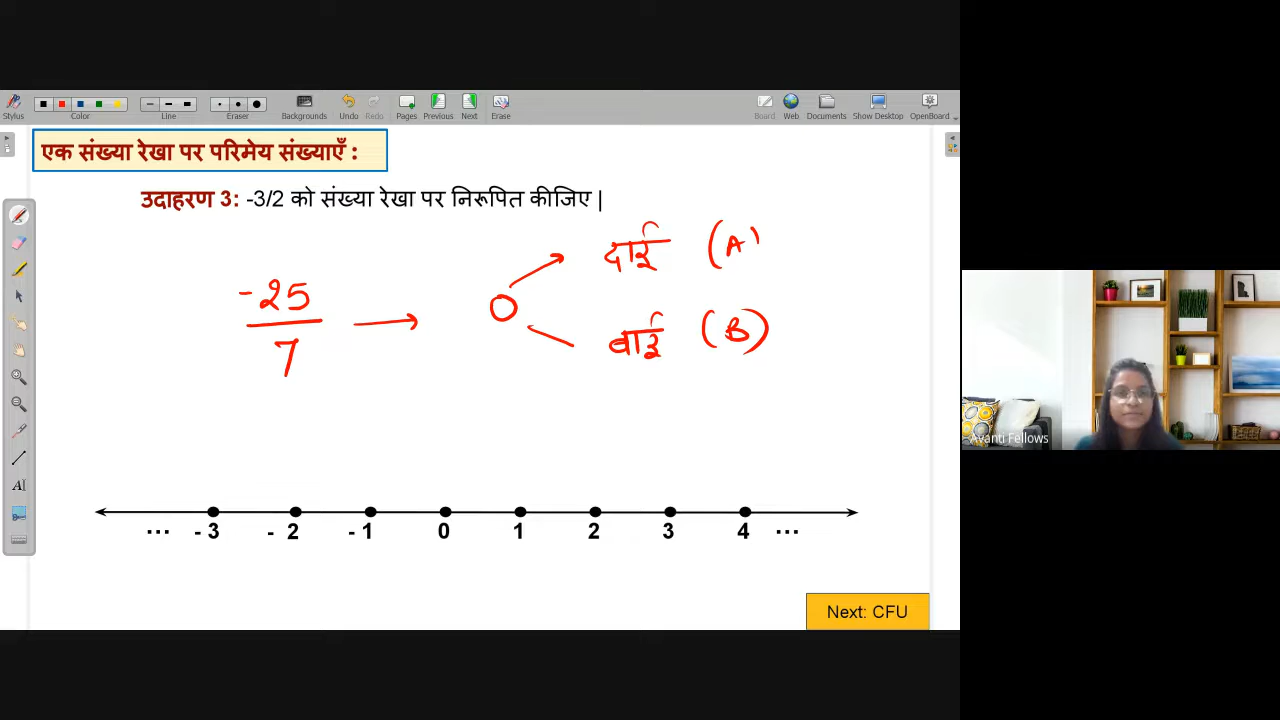 Stylus
Color
Line
Eraser
Backgrounds
Undo
Redo
Pages
Previous
Next
Erase
Board
Web
Documents
Show Desktop
OpenBoard
एक संख्या रेखा पर परिमेय संख्याएँ :
उदाहरण 3: -3/2 को संख्या रेखा पर निरूपित कीजिए |
दाई (A)
-25
7
0
बाई (B)
Avanti Fellows
... -3 -2 -1 0 1 2 3 4 ...
Next: CFU